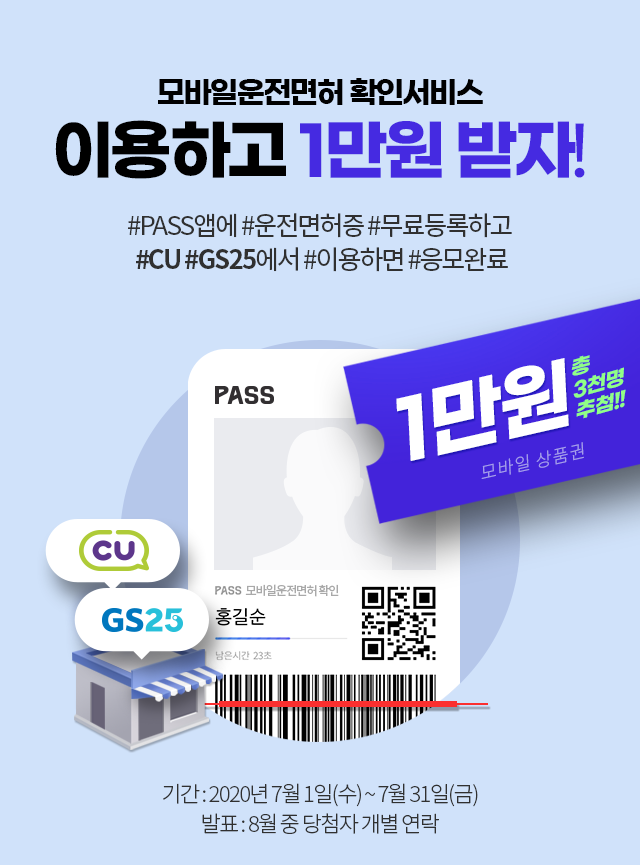 모바일운전면허 확인서비스
이용하고 1만원 받자!
#PASS앱에 #운전면허증 #무료등록하고
#CU #GS25에서 #이용하면 #응모완료
PASS
1만원
총
3천명
추첨!!
모바일 상품권
CU
GS25
PASS 모바일운전면허 확인
홍길순
남은시간 23초
기간 : 2020년 7월 1일(수) ~ 7월 31일(금)
발표 : 8월 중 당첨자 개별 연락